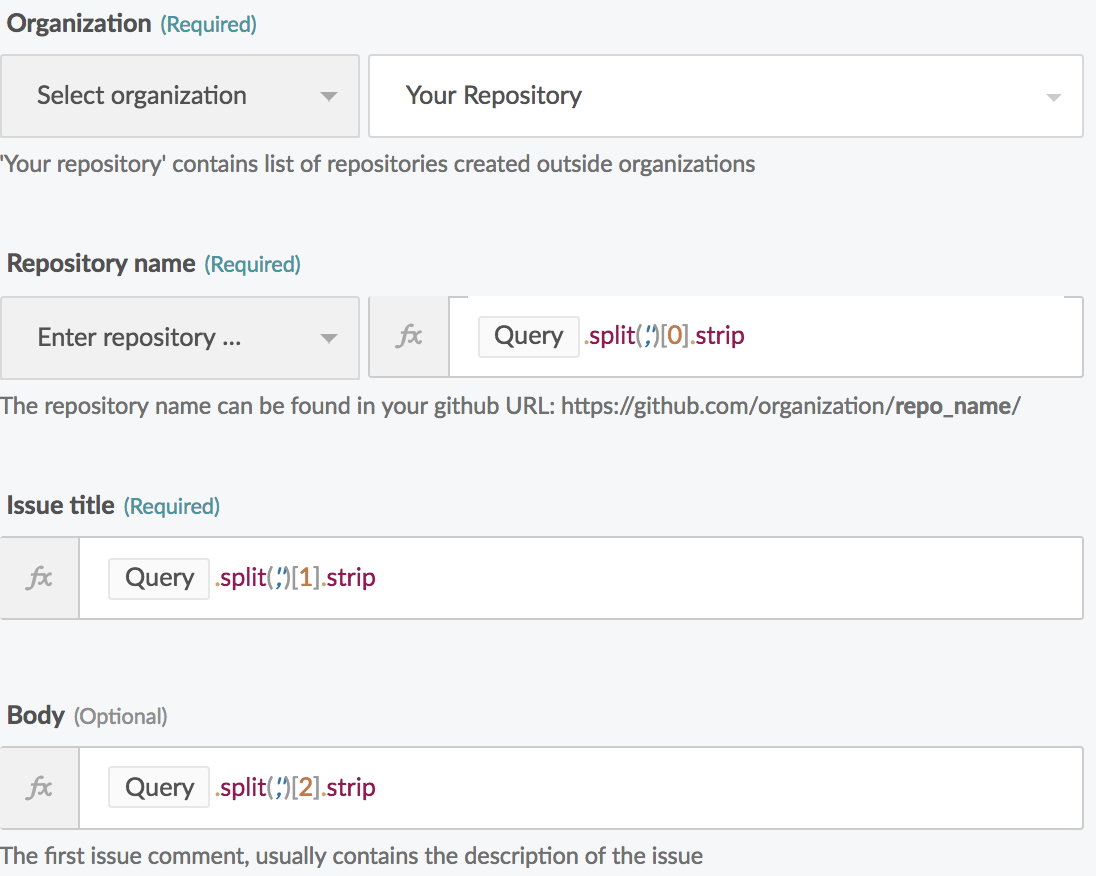 Organization (Required)
Select organization Your Repository
'Your repository' contains list of repositories created outside organizations
Repository name (Required)
Enter repository ... fx Query .split(',')[0].strip
The repository name can be found in your github URL: https://github.com/organization/repo_name/
Issue title (Required)
fx Query .split(',')[1].strip
Body (Optional)
fx Query .split(',')[2].strip
The first issue comment, usually contains the description of the issue